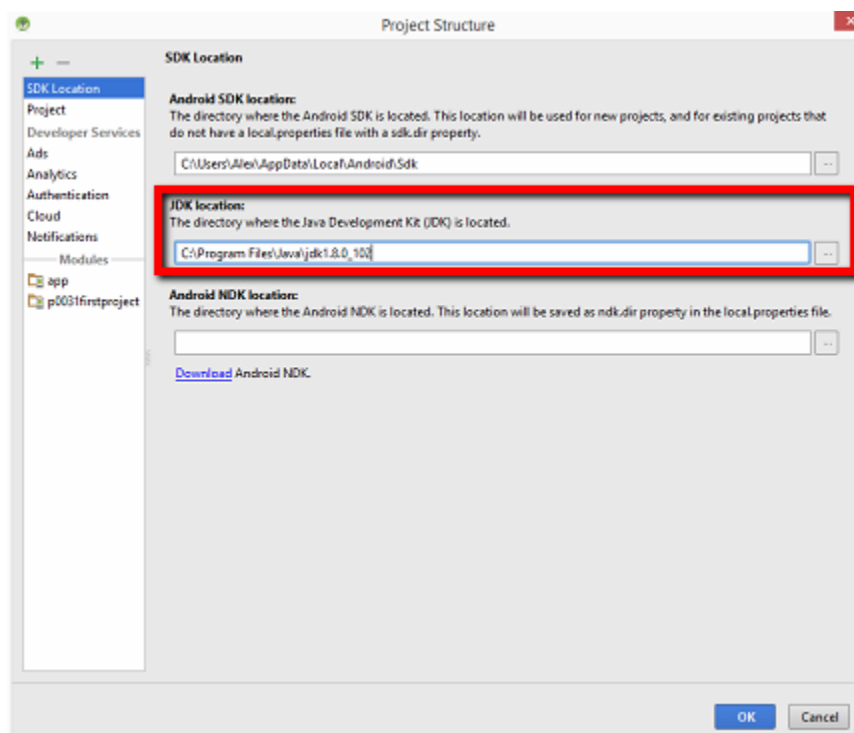 Project Structure
SDK Location
Project
Developer Services
Ads
Analytics
Authentication
Cloud
Notifications
Modules
app
p0031firstproject
SDK Location
Android SDK location:
The directory where the Android SDK is located. This location will be used for new projects, and for existing projects that
do not have a local.properties file with a sdk.dir property.
C:\Users\Alex\AppData\Local\Android\Sdk
...
JDK location:
The directory where the Java Development Kit (JDK) is located.
C:\Program Files\Java\jdk1.8.0_102
...
Android NDK location:
The directory where the Android NDK is located. This location will be saved as ndk.dir property in the local.properties file.
...
Download Android NDK.
OK
Cancel